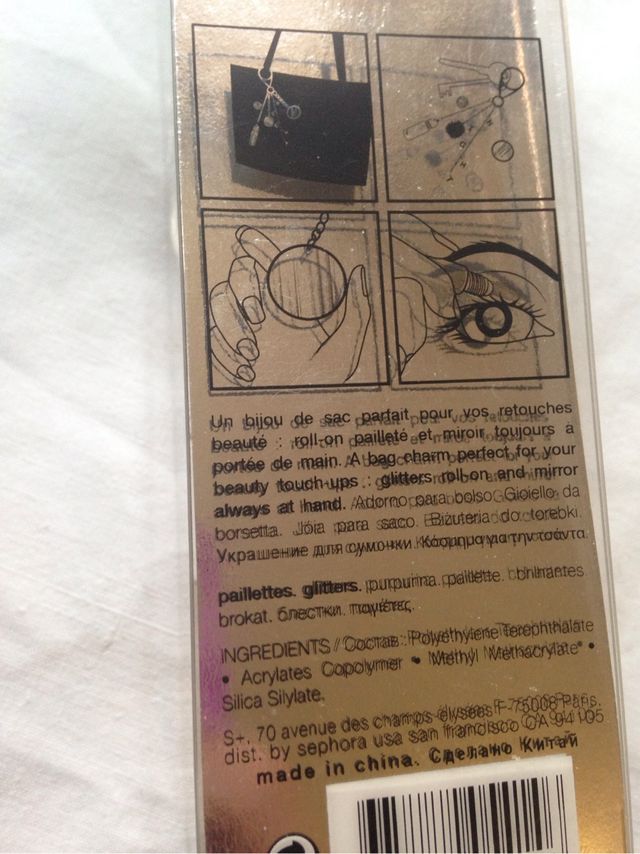 Un bijou de sac parfait pour vos retouches
beauté : roll-on pailleté et miroir toujours à
portée de main. A bag charm perfect for your
beauty touch-ups : glitters roll-on and mirror
always at hand. Adorno para bolso. Gioiello da
borsetta. Jóia para saco. Bizuteria do torebki.
Украшение для сумочки. Κόσμημα για την τσάντα.
paillettes. glitters. purpurina. paillette. brilhantes.
brokat. блестки. παγέτες.
INGREDIENTS / Состав : Polyethylene Terephthalate
• Acrylates Copolymer • Methyl Methacrylate •
Silica Silylate.
S+, 70 avenue des champs-élysées F-75008 Paris.
dist. by sephora usa san francisco CA 94105
made in china. Сделано Китай